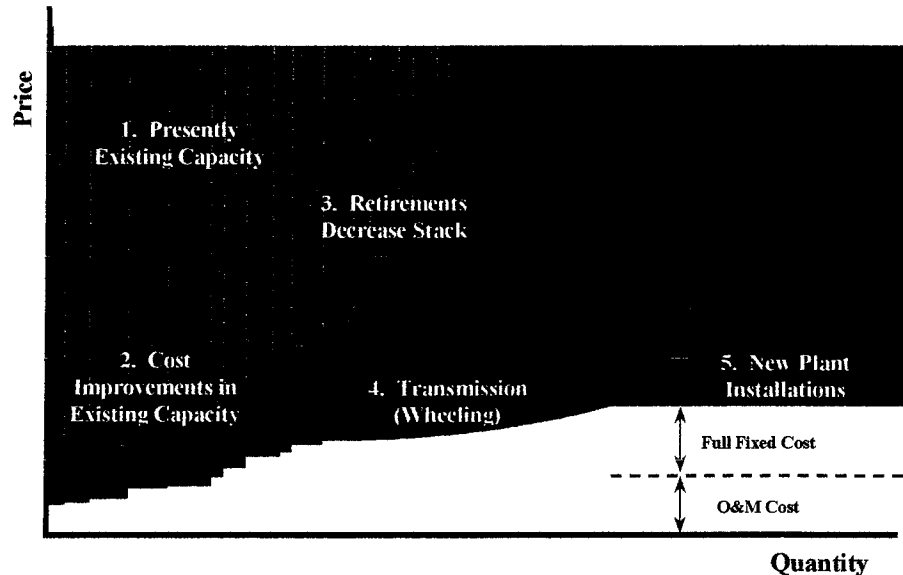 Price
1. Presently
Existing Capacity
3. Retirements
Decrease Stack
2. Cost
Improvements in
Existing Capacity
4. Transmission
(Wheeling)
5. New Plant
Installations
Full Fixed Cost
O&M Cost
Quantity